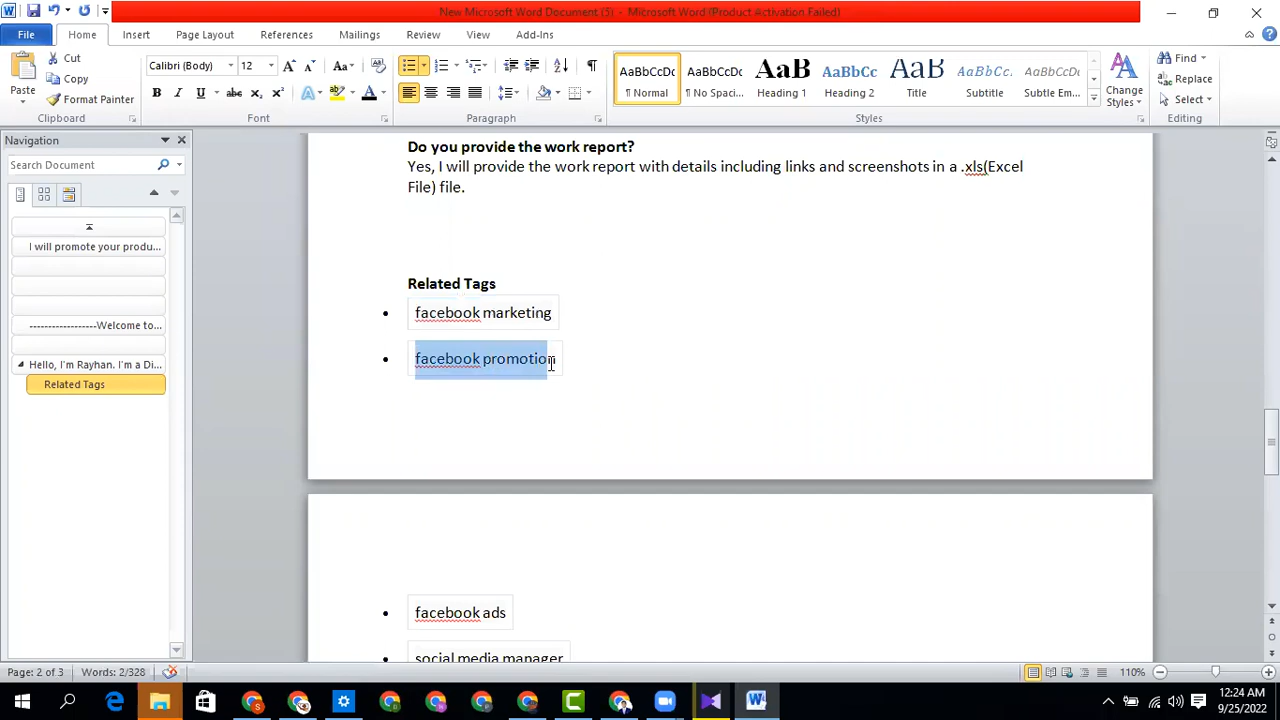 New Microsoft Word Document (5) - Microsoft Word (Product Activation Failed)
File Home Insert Page Layout References Mailings Review View Add-Ins
Paste
Cut
Copy
Format Painter
Clipboard
Calibri (Body) 12
Font
Paragraph
AaBbCcDc AaBbCcDc AaB AaBbCc AaB AaBbCcL AaBbCcDc
¶ Normal ¶ No Spaci... Heading 1 Heading 2 Title Subtitle Subtle Em...
Change Styles
Styles
Find
Replace
Select
Editing
Navigation
Search Document
I will promote your produ...
-----------------Welcome to...
Hello, I'm Rayhan. I'm a Di...
Related Tags
Do you provide the work report?
Yes, I will provide the work report with details including links and screenshots in a .xls(Excel
File) file.
Related Tags
• facebook marketing
• facebook promotion
• facebook ads
• social media manager
Page: 2 of 3 Words: 2/328 110%
12:24 AM
9/25/2022